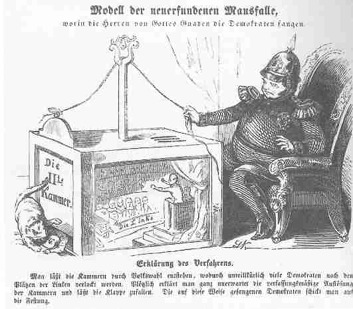 Modell der neuerfundenen Mausfalle,
worin die Herren von Gottes Gnaden die Demokraten fangen.
Die
IIte
Kammer.
Die Linke
Erklärung des Verfahrens.
Man läßt die Kammern durch Volkswahl entstehen, wodurch unwillkürlich viele Demokraten nach den
Plätzen der Linken verlockt werden. Plötzlich erklärt man ganz unerwartet die verfassungsmäßige Auflösung
der Kammern und läßt die Klappe zufallen. Die auf diese Weise gefangenen Demokraten schickt man auf
die Festung.